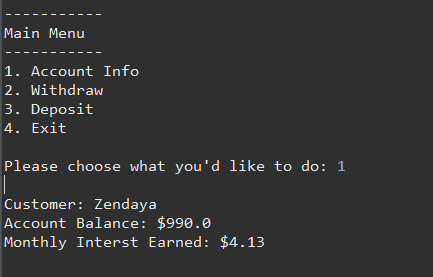 -----------
Main Menu
-----------
1. Account Info
2. Withdraw
3. Deposit
4. Exit
Please choose what you'd like to do: 1
Customer: Zendaya
Account Balance: $990.0
Monthly Interst Earned: $4.13